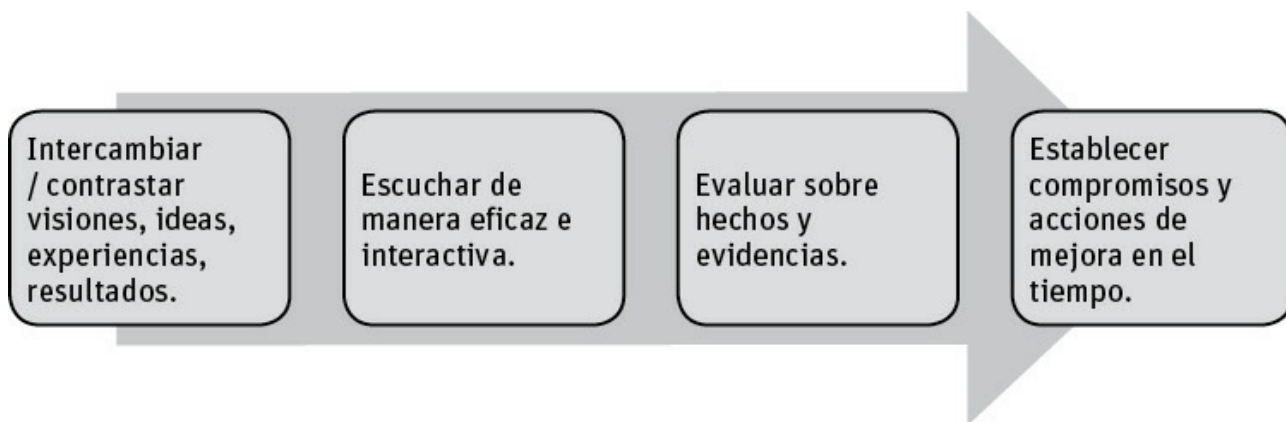 Intercambiar
/ contrastar
visiones, ideas,
experiencias,
resultados.
Escuchar de
manera eficaz e
interactiva.
Evaluar sobre
hechos y
evidencias.
Establecer
compromisos y
acciones de
mejora en el
tiempo.